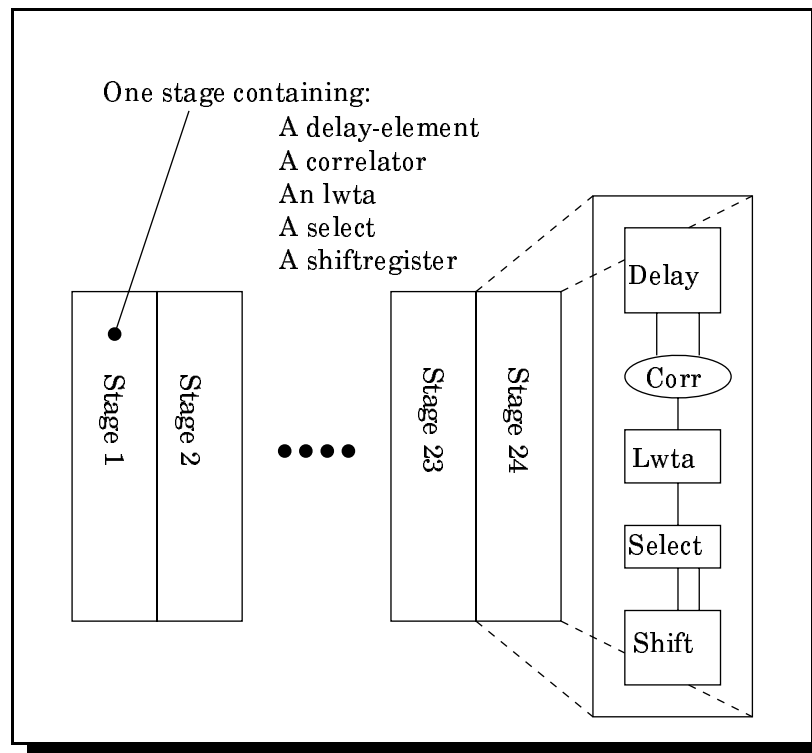 One stage containing:
A delay-element
A correlator
An lwta
A select
A shiftregister
Stage 1
Stage 2
Stage 23
Stage 24
Delay
Corr
Lwta
Select
Shift